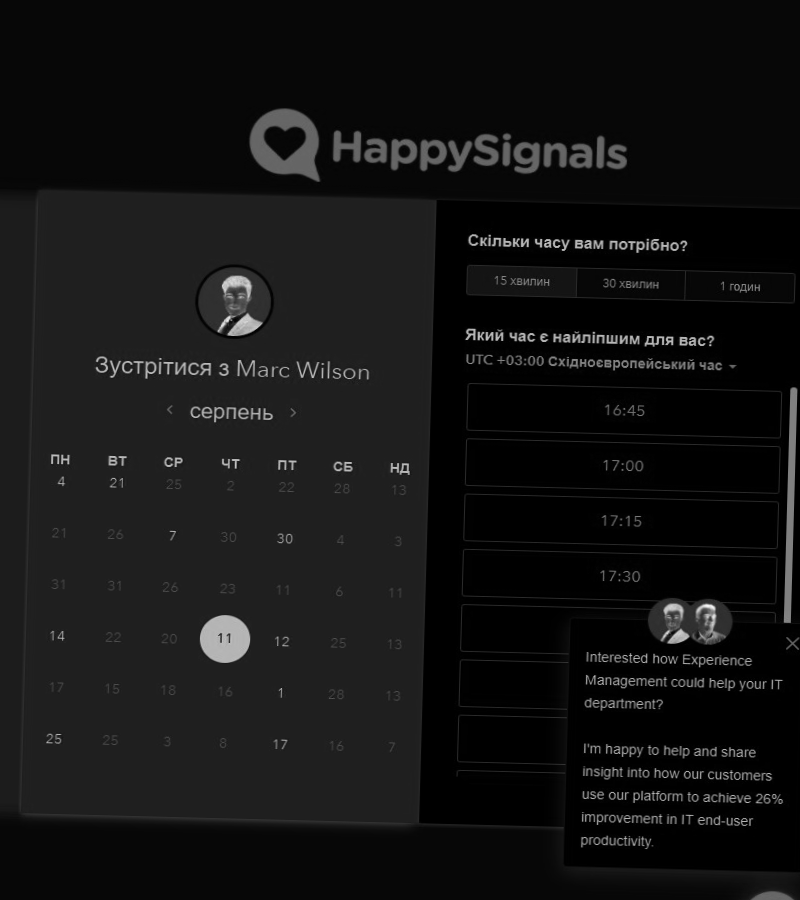 HappySignals
Зустрітися з Marc Wilson
серпень
ПН ВТ СР ЧТ ПТ СБ НД
4 21 25 2 22 28 13
21 26 7 30 30 4 3
31 31 26 23 11 6 11
14 22 20 11 12 25 13
17 15 18 16 1 28 13
25 25 3 8 17 16 7
Скільки часу вам потрібно?
15 хвилин 30 хвилин 1 годин
Який час є найліпшим для вас?
UTC +03:00 Східноєвропейський час
16:45
17:00
17:15
17:30
Interested how Experience
Management could help your IT
department?
I'm happy to help and share
insight into how our customers
use our platform to achieve 26%
improvement in IT end-user
productivity.